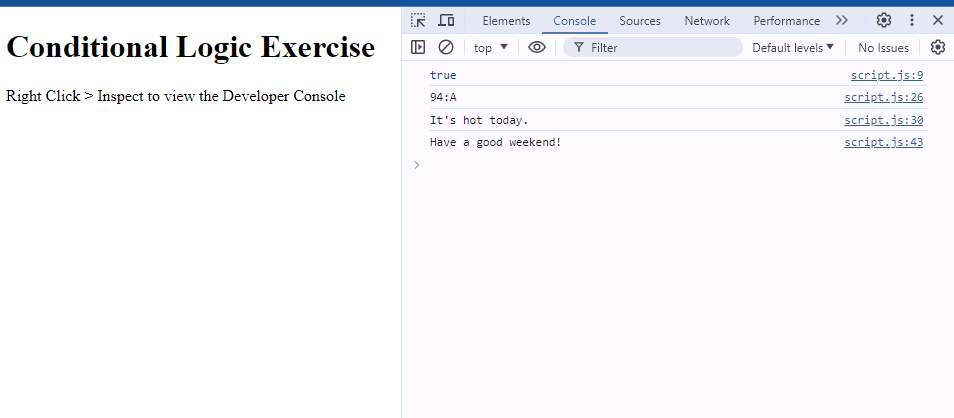 Conditional Logic Exercise
Right Click > Inspect to view the Developer Console
Elements Console Sources Network Performance
top Filter Default levels No Issues
true script.js:9
94:A script.js:26
It's hot today. script.js:30
Have a good weekend! script.js:43